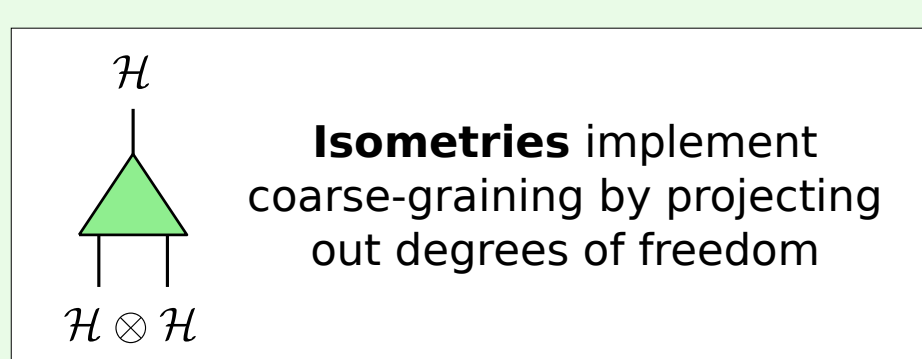 ℋ
Isometries implement
coarse-graining by projecting
out degrees of freedom
ℋ ⊗ ℋ